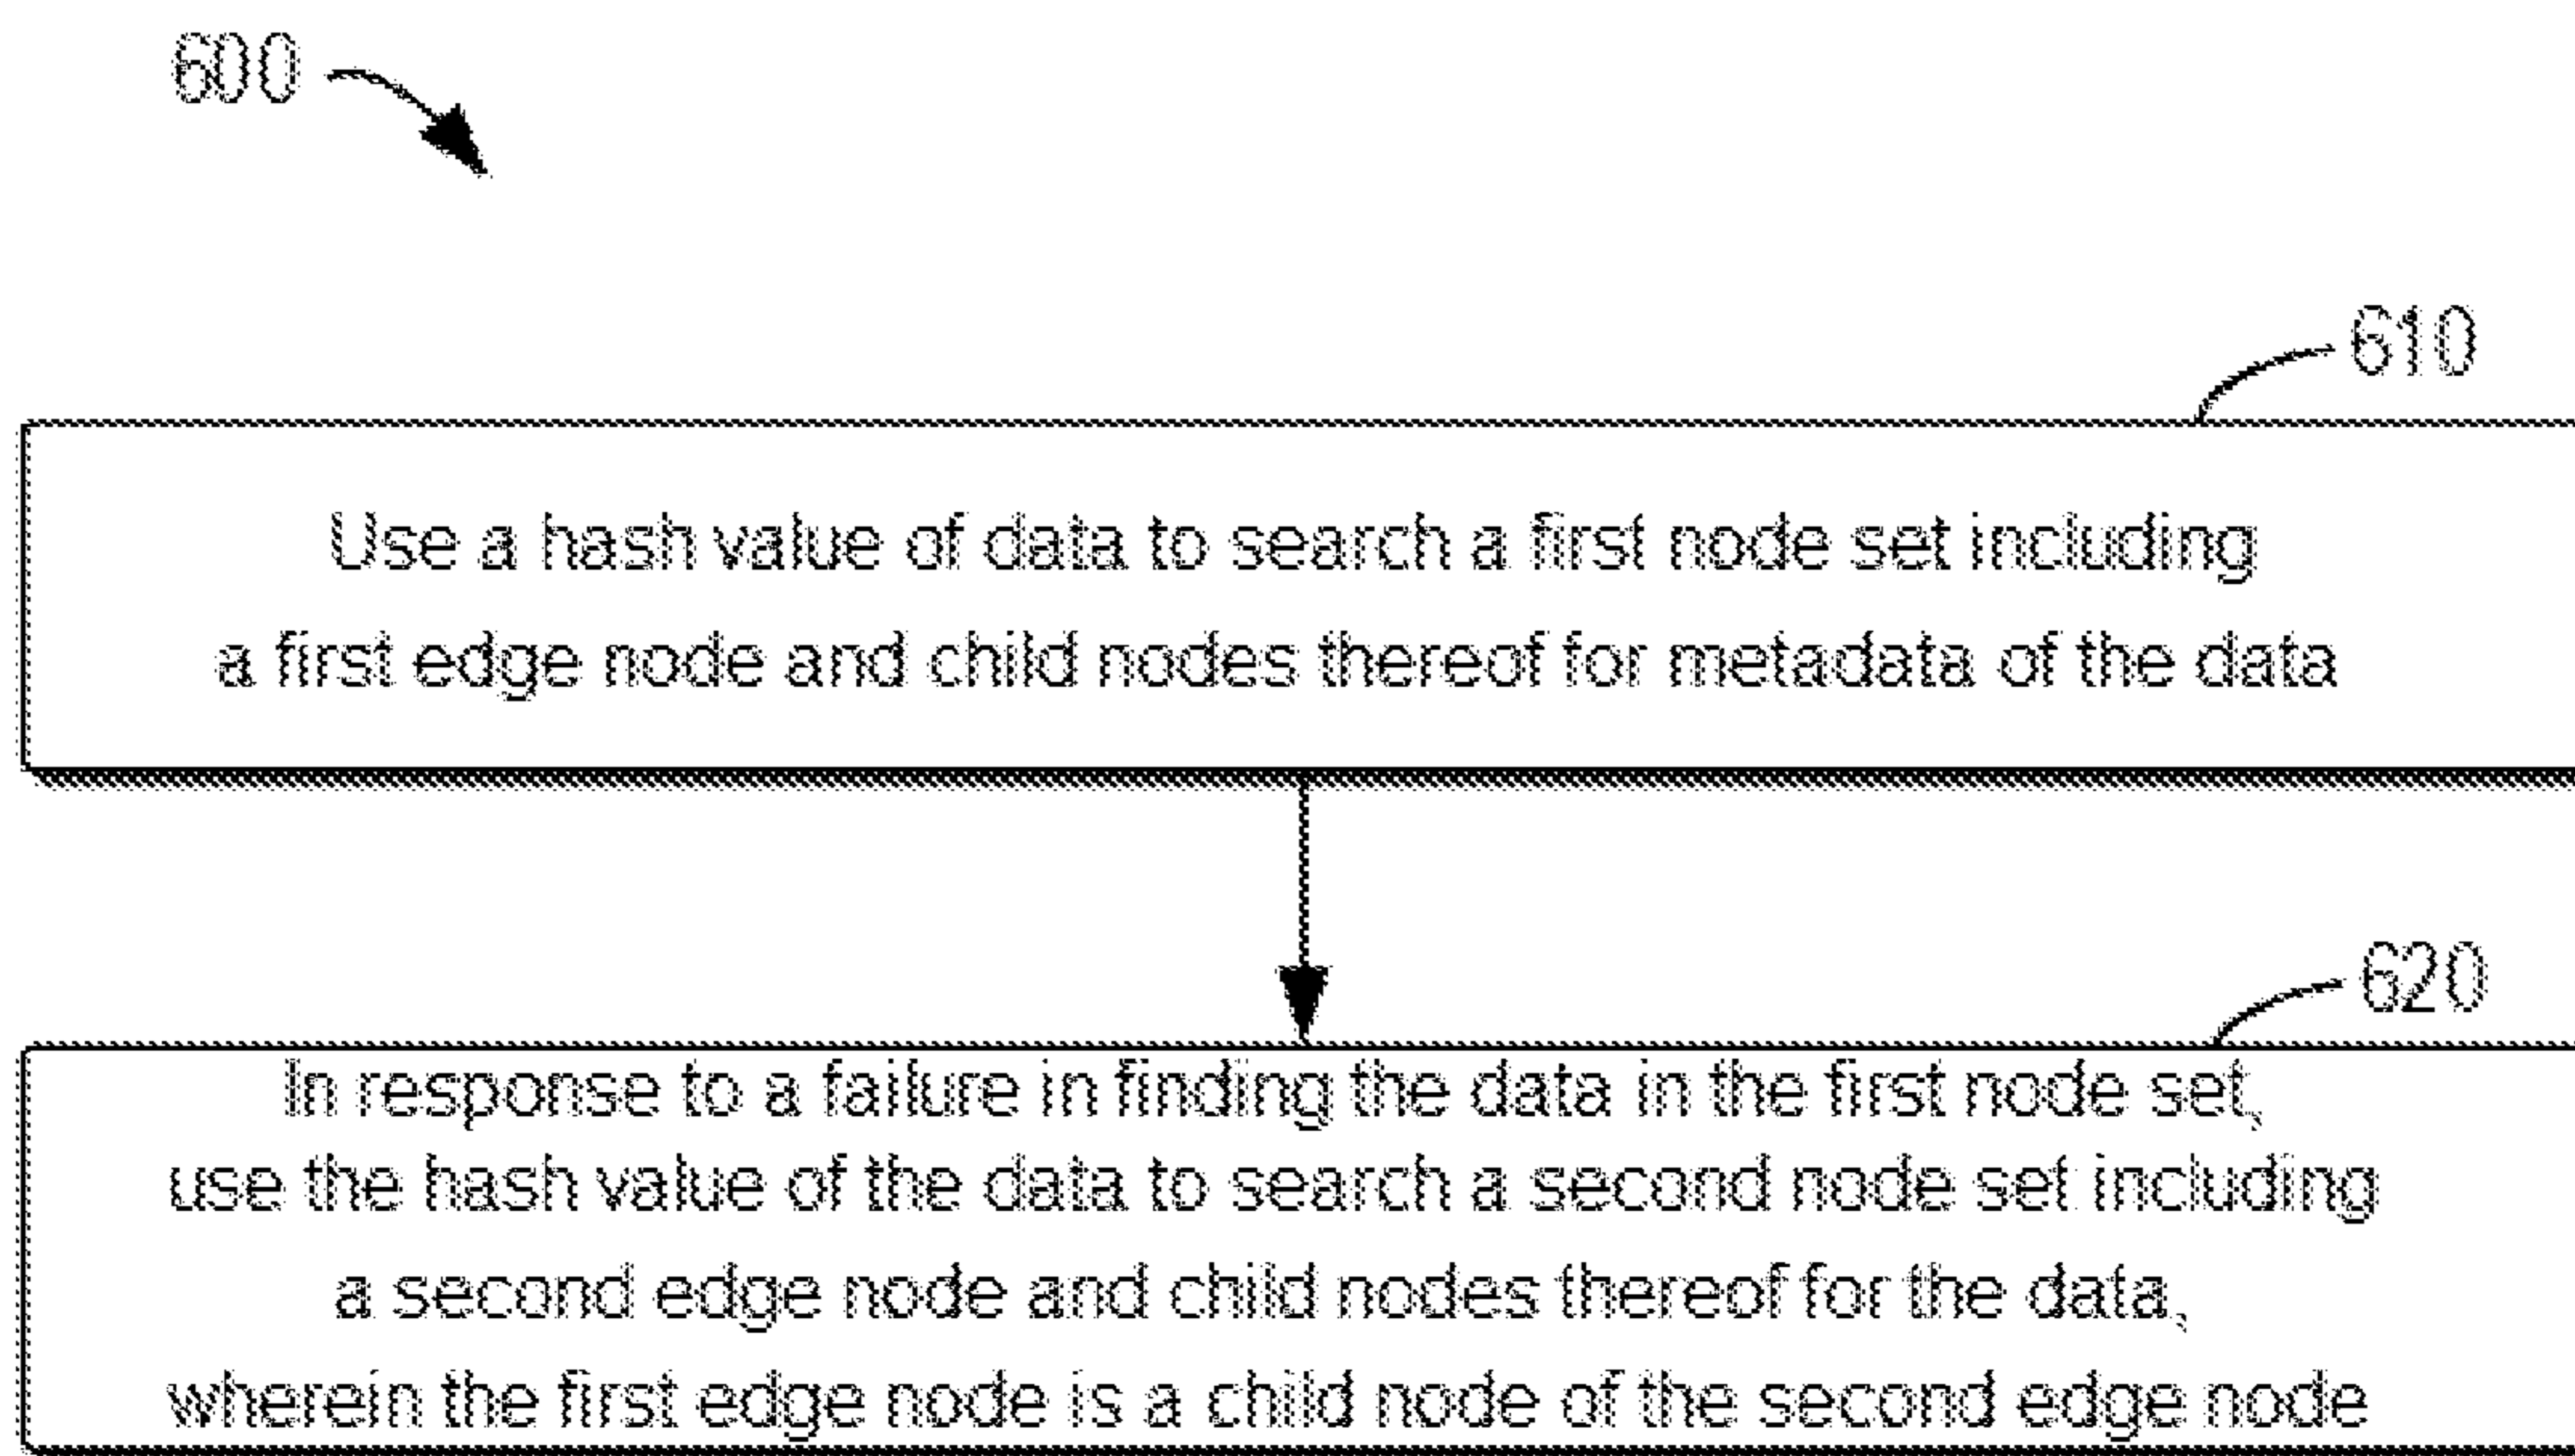 600
610
Use a hash value of data to search a first node set including
a first edge node and child nodes thereof for metadata of the data
620
In response to a failure in finding the data in the first node set,
use the hash value of the data to search a second node set including
a second edge node and child nodes thereof for the data,
wherein the first edge node is a child node of the second edge node